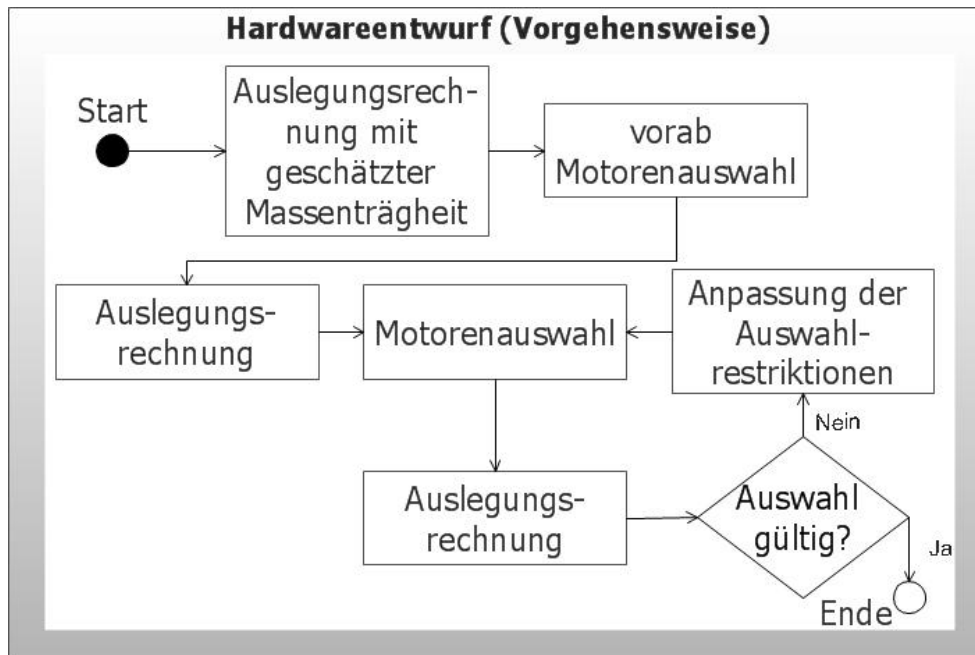 Hardwareentwurf (Vorgehensweise)
Start
Auslegungsrech-
nung mit
geschätzter
Massenträgheit
vorab
Motorenauswahl
Auslegungs-
rechnung
Motorenauswahl
Anpassung der
Auswahl-
restriktionen
Auslegungs-
rechnung
Auswahl
gültig?
Nein
Ja
Ende